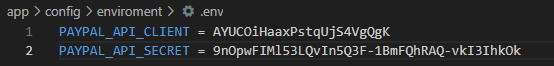 app > config > enviroment > .env
1 PAYPAL_API_CLIENT = AYUCOiHaaxPstqUjS4VgQgK
2 PAYPAL_API_SECRET = 9nOpwFIMl53LQvIn5Q3F-1BmFQhRAQ-vkI3IhkOk